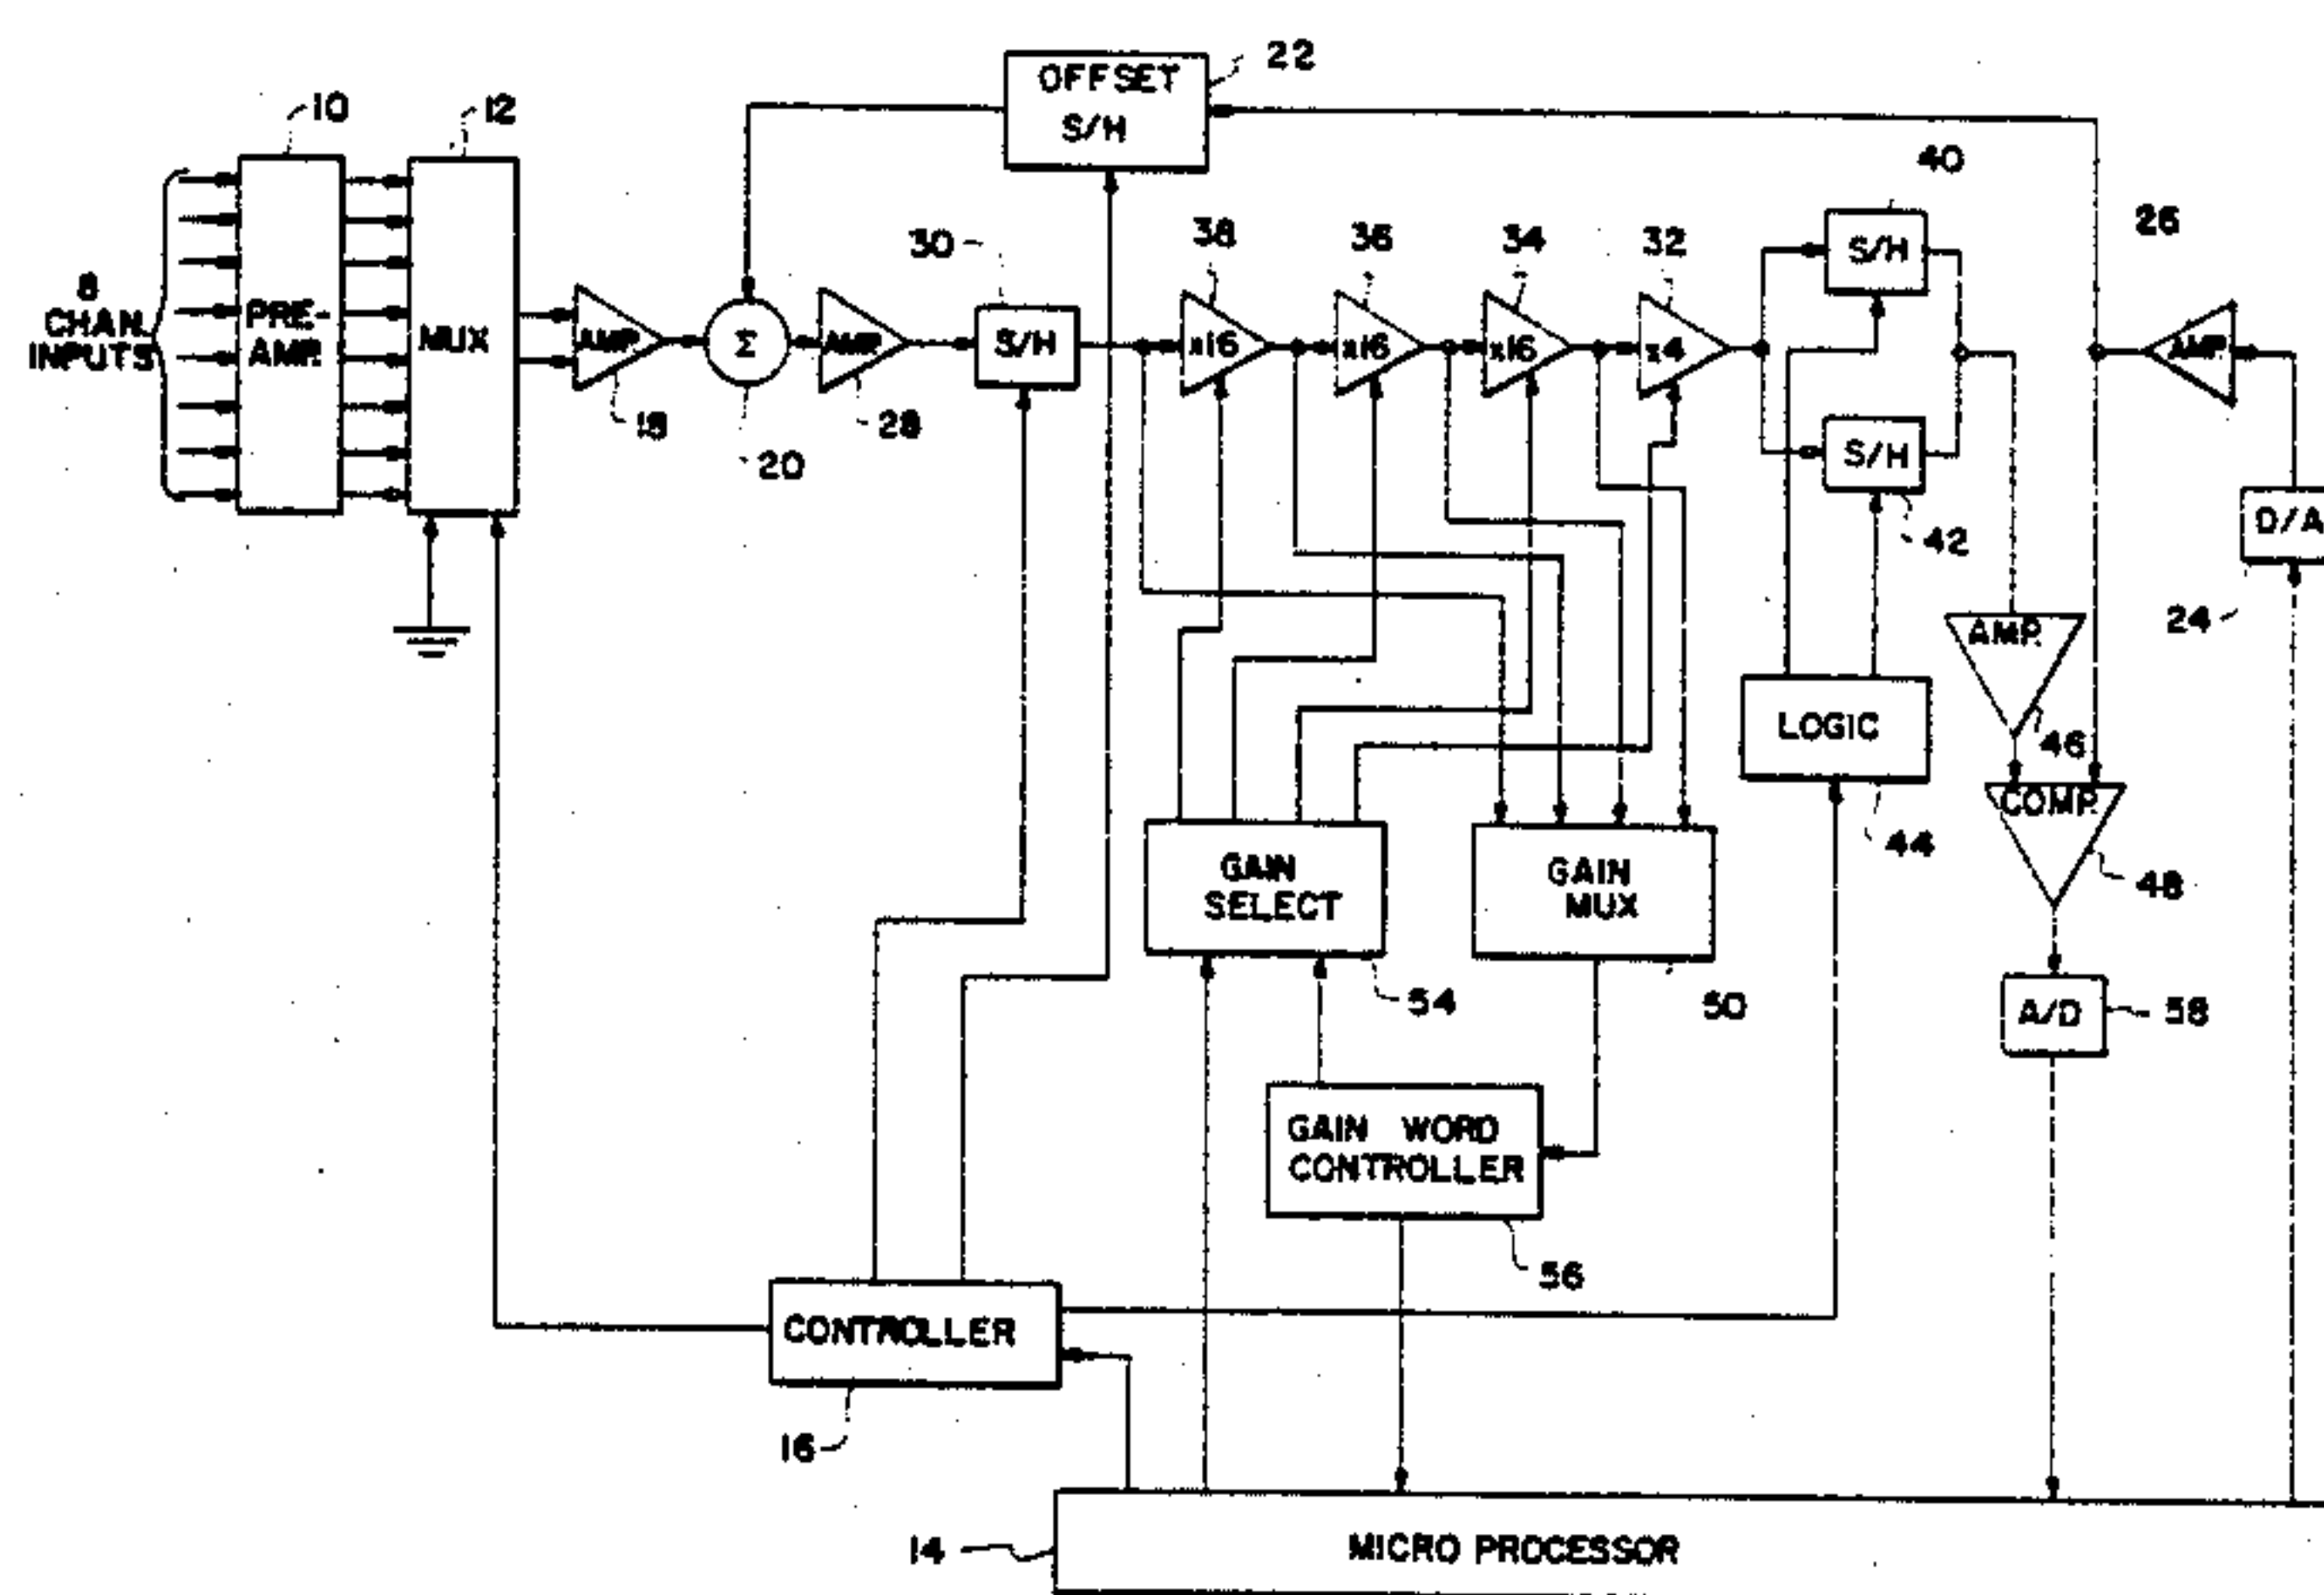 OFFSET
S/H
22
10
12
40
30
38
36
34
32
26
8
CHAN.
INPUTS
PRE-
AMP.
MUX
AMP.
Σ
AMP.
S/H
x16
x16
x16
x4
S/H
AMP.
18
28
20
S/H
42
D/A
24
AMP.
46
LOGIC
44
COMP.
48
GAIN
SELECT
54
GAIN
MUX
50
A/D
58
GAIN WORD
CONTROLLER
56
CONTROLLER
16
14
MICRO PROCESSOR